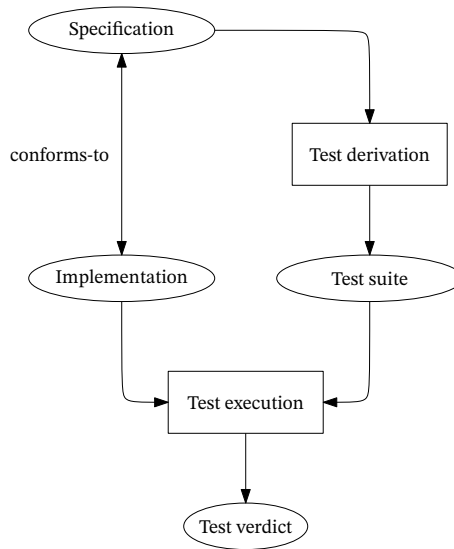 Specification
Test derivation
conforms-to
Implementation
Test suite
Test execution
Test verdict